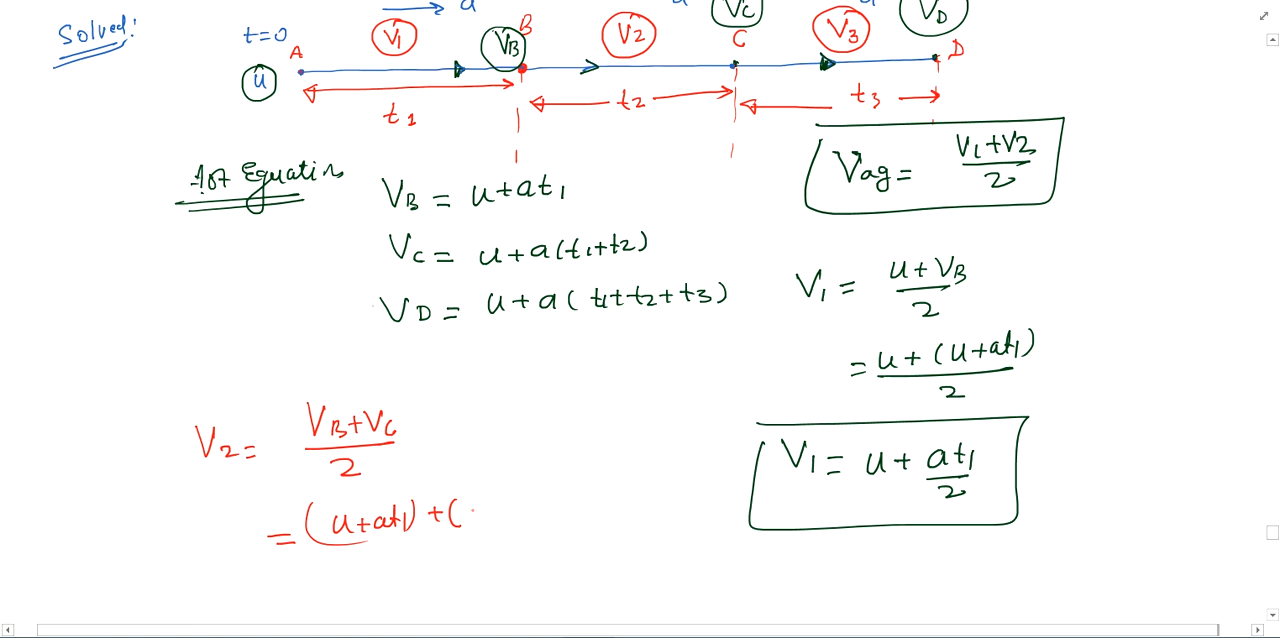 Solved:
a
t=0 V1 VB B V2 VC C V3 VD D
A
u
t1 t2 t3
1st Equation
Vag = V1+V2/2
VB = u+at1
VC = u+a(t1+t2)
VD = u+a(t1+t2+t3)
V1 = u+VB/2
= u+(u+at1)/2
V1 = u+at1/2
V2 = VB+VC/2
= (u+at1)+(